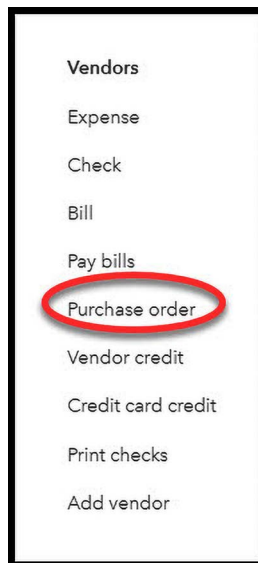 Vendors
Expense
Check
Bill
Pay bills
Purchase order
Vendor credit
Credit card credit
Print checks
Add vendor